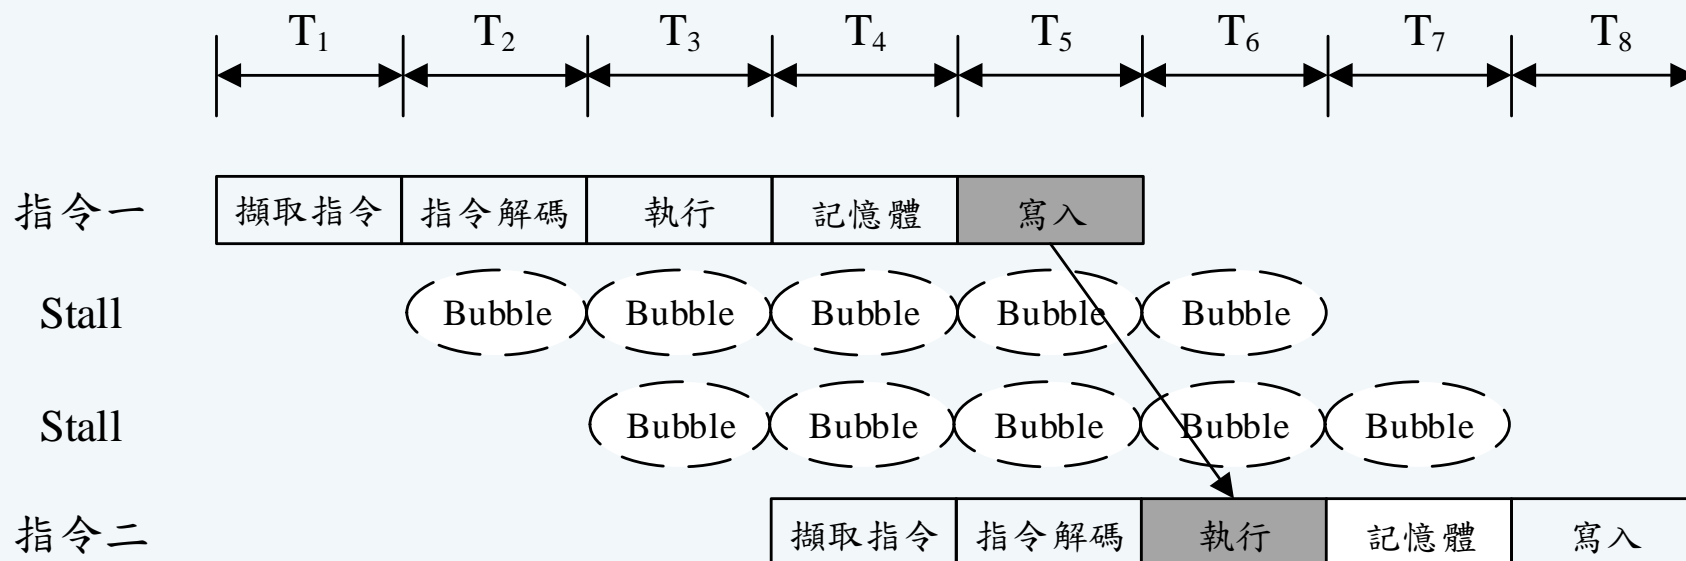 T₁ T₂ T₃ T₄ T₅ T₆ T₇ T₈
指令一 擷取指令 指令解碼 執行 記憶體 寫入
Stall Bubble Bubble Bubble Bubble Bubble
Stall Bubble Bubble Bubble Bubble Bubble
指令二 擷取指令 指令解碼 執行 記憶體 寫入